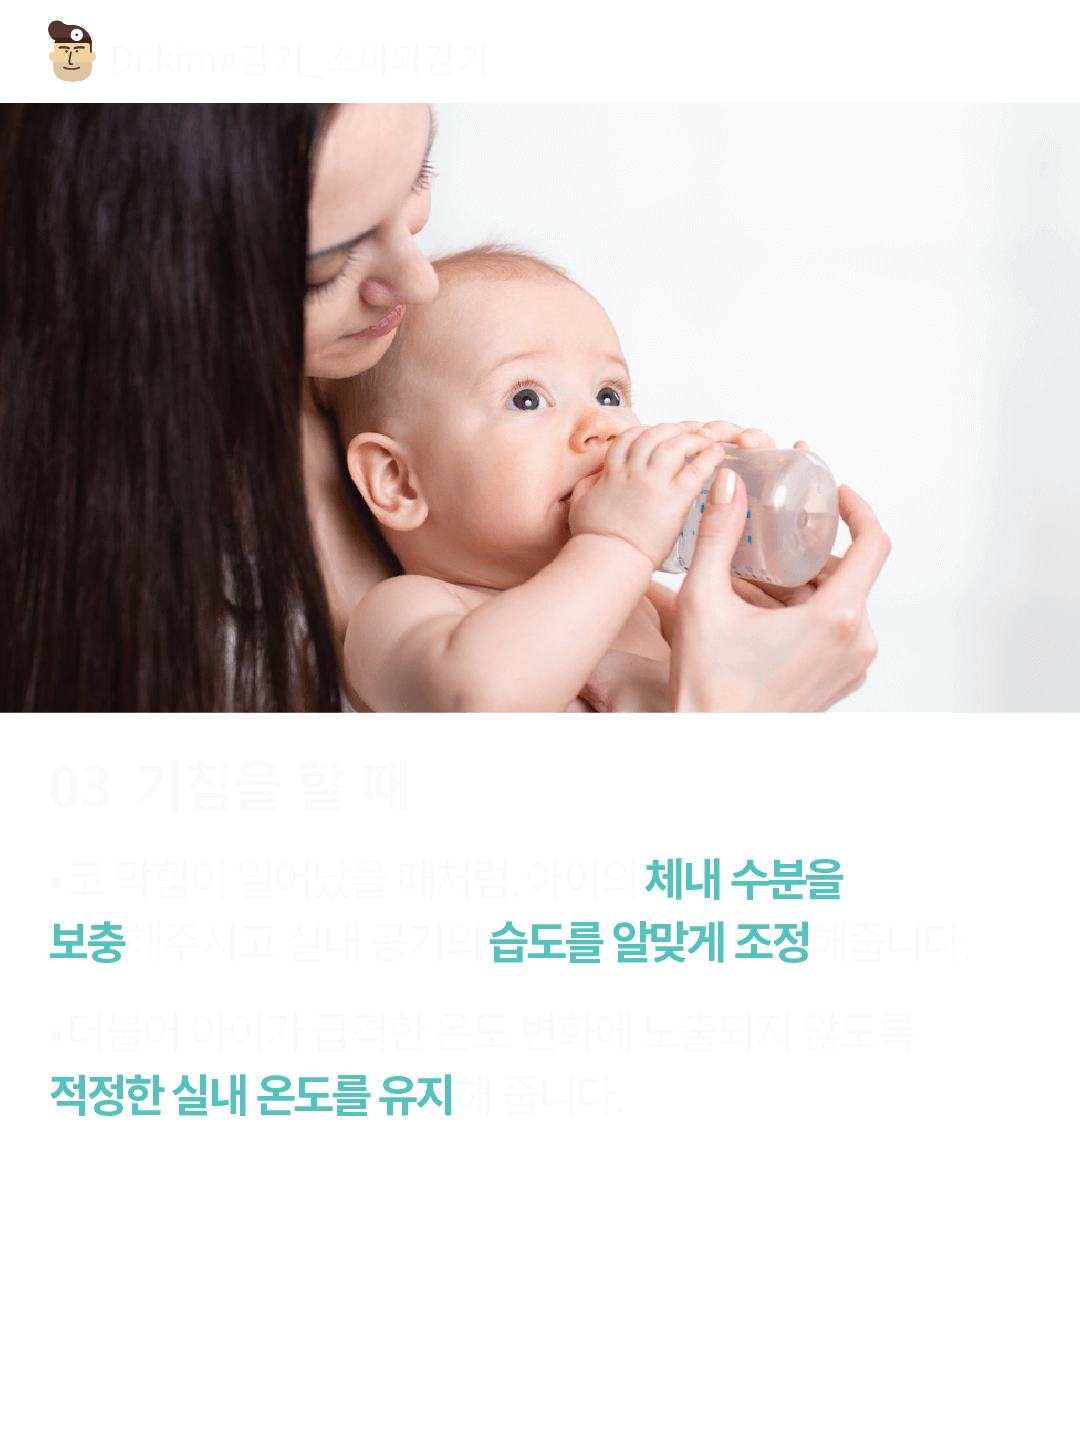 Dr.kim#감기_소아와감기
03 기침을 할 때
•코 막힘이 일어났을 때처럼, 아이의 체내 수분을
보충해주시고 실내 공기의 습도를 알맞게 조정해줍니다.
•더불어 아이가 급격한 온도 변화에 노출되지 않도록
적정한 실내 온도를 유지해 줍니다.